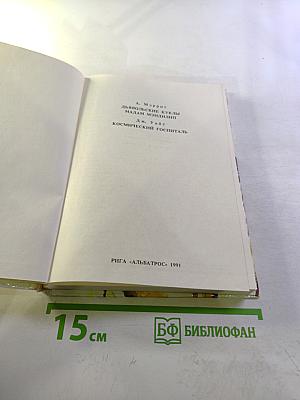 А. Меррит
ДЬЯВОЛЬСКИЕ КУКЛЫ
МАДАМ МЭНДИЛИП
Дж. Уайт
КОСМИЧЕСКИЙ ГОСПИТАЛЬ
РИГА «АЛЬБАТРОС» 1991
15 см
БФ БИБЛИОФАН